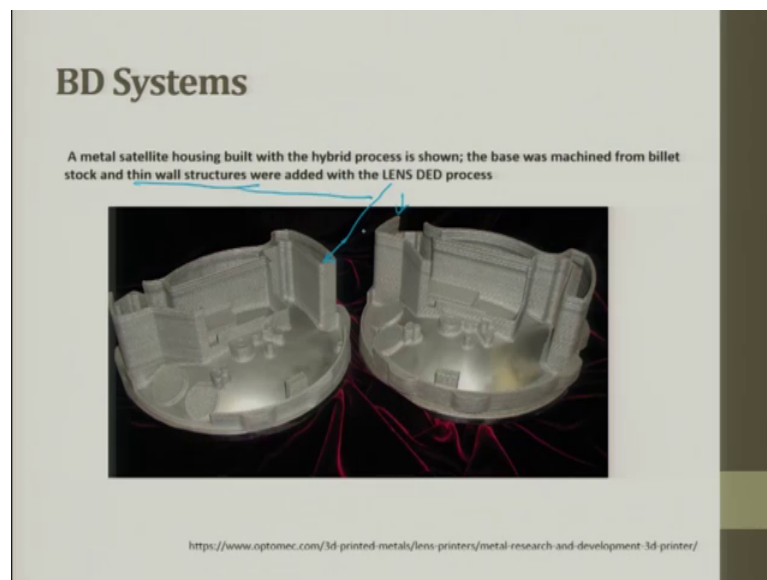 BD Systems
A metal satellite housing built with the hybrid process is shown; the base was machined from billet
stock and thin wall structures were added with the LENS DED process
https://www.optomec.com/3d-printed-metals/lens-printers/metal-research-and-development-3d-printer/